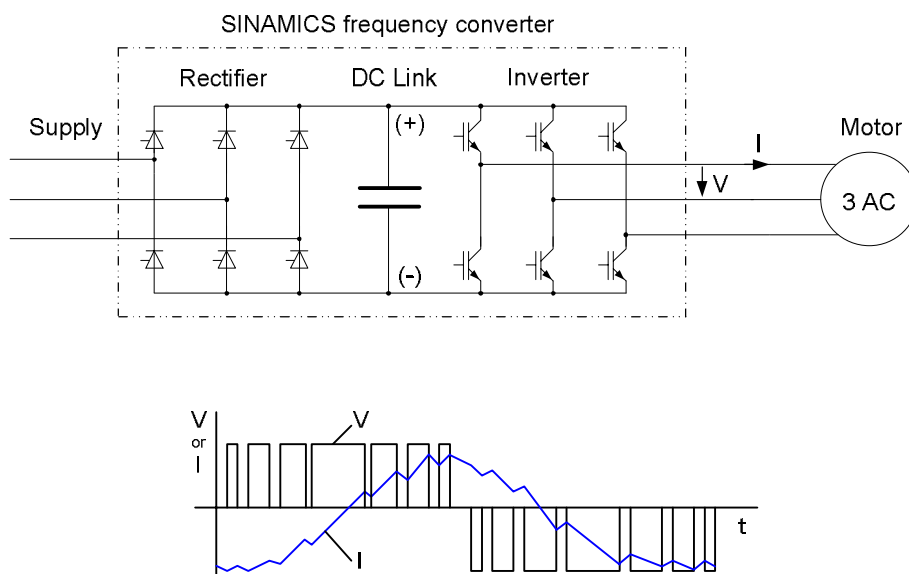 SINAMICS frequency converter
Rectifier DC Link Inverter
Supply (+) Motor
I
V
3 AC
(-)
V V
or
I
t
I